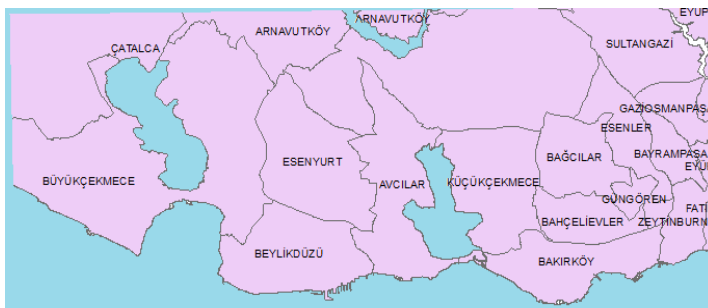 EYUP
ARNAVUTKÖY
ARNAVUTKÖY
ÇATALCA
SULTANGAZİ
GAZİOSMANPAŞA
ESENLER
BAYRAMPAŞA
BAĞCILAR
ESENYURT
EYÜ
BÜYÜKÇEKMECE
AVCILAR
KÜÇÜKÇEKMECE
GÜNGÖREN
FATİ
BAHÇELİEVLER
ZEYTİNBURN
BEYLİKDÜZÜ
BAKIRKÖY